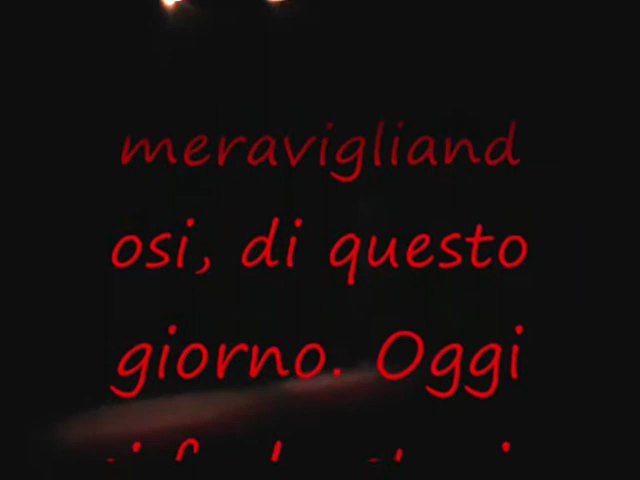 meravigliand
osi, di questo
giorno. Oggi